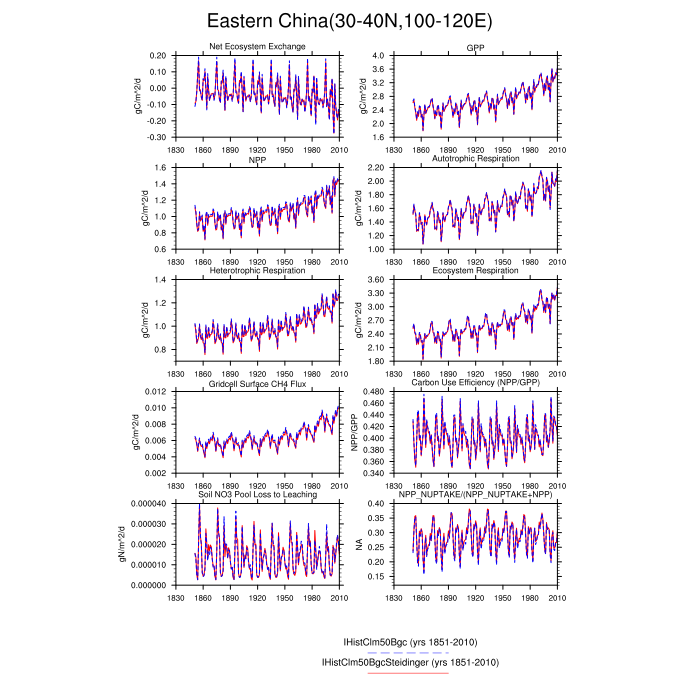 Eastern China(30-40N,100-120E)
Net Ecosystem Exchange
GPP
gC/m^2/d
0.20
0.10
0.00
-0.10
-0.20
-0.30
1830 1860 1890 1920 1950 1980 2010
gC/m^2/d
4.0
3.6
3.2
2.8
2.4
2.0
1.6
1830 1860 1890 1920 1950 1980 2010
NPP
Autotrophic Respiration
gC/m^2/d
1.6
1.4
1.2
1.0
0.8
0.6
1830 1860 1890 1920 1950 1980 2010
gC/m^2/d
2.20
2.00
1.80
1.60
1.40
1.20
1.00
1830 1860 1890 1920 1950 1980 2010
Heterotrophic Respiration
Ecosystem Respiration
gC/m^2/d
1.4
1.2
1.0
0.8
1830 1860 1890 1920 1950 1980 2010
gC/m^2/d
3.60
3.30
3.00
2.70
2.40
2.10
1.80
1830 1860 1890 1920 1950 1980 2010
Gridcell Surface CH4 Flux
Carbon Use Efficiency (NPP/GPP)
gC/m^2/d
0.012
0.010
0.008
0.006
0.004
0.002
1830 1860 1890 1920 1950 1980 2010
NPP/GPP
0.480
0.460
0.440
0.420
0.400
0.380
0.360
0.340
1830 1860 1890 1920 1950 1980 2010
Soil NO3 Pool Loss to Leaching
NPP_NUPTAKE/(NPP_NUPTAKE+NPP)
gN/m^2/d
0.000040
0.000030
0.000020
0.000010
0.000000
1830 1860 1890 1920 1950 1980 2010
NA
0.40
0.35
0.30
0.25
0.20
0.15
1830 1860 1890 1920 1950 1980 2010
IHistClm50Bgc (yrs 1851-2010)
IHistClm50BgcSteidinger (yrs 1851-2010)